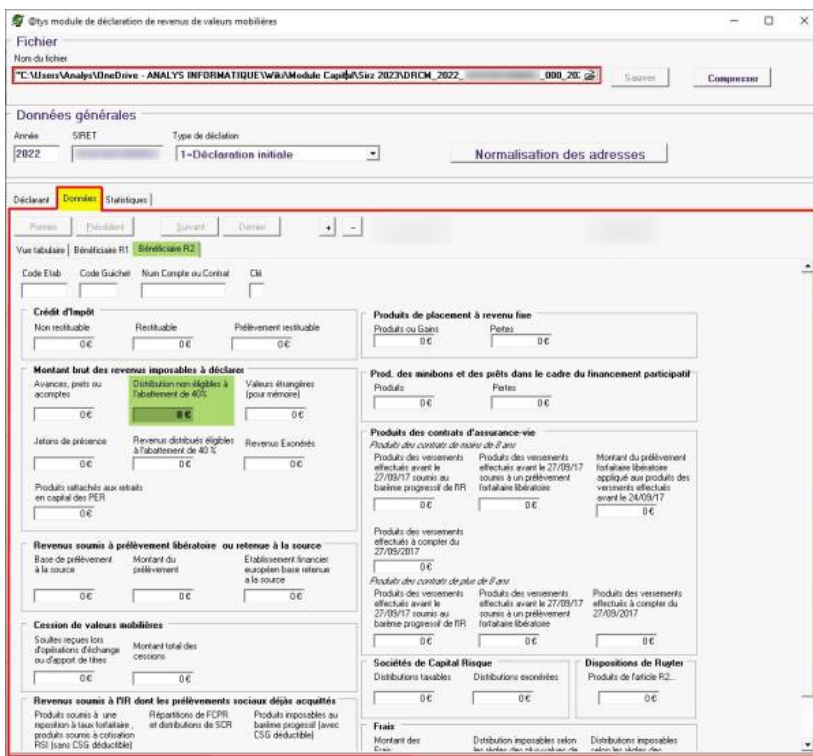 ©tys module de déclaration de revenus de valeurs mobilières
Fichier
Nom du fichier
"C:\Users\Analys\OneDrive - ANALYS INFORMATIQUE\Wiki\Module Capital\Sirz 2023\DRCM_2022_ _000_202
Sauver
Compresser
Données générales
Année SIRET Type de déclation
2022 1-Déclaration initiale
Normalisation des adresses
Déclarant Données Statistiques
Premier Précédent Suivant Dernier + -
Vue tabulaire Bénéficiaire R1 Bénéficiaire R2
Code Etab Code Guichet Num Compte ou Contrat Clé
Crédit d'Impôt
Non restituable Restituable Prélèvement restituable
0 € 0 € 0 €
Montant brut des revenus imposables à déclarer
Avances, prets ou
acomptes
Distribution non éligibles à
l'abattement de 40%
Valeurs étrangères
(pour mémoire)
0 € 0 € 0 €
Jetons de présence
Revenus distribués éligibles
à l'abattement de 40 %
Revenus Exonérés
0 € 0 € 0 €
Produits rattachés aux retraits
en capital des PER
0 €
Revenus soumis à prélèvement libératoire ou retenue à la source
Base de prélèvement
à la source
Montant du
prélèvement
Etablissement financier
européen base retenue
a la source
0 € 0 € 0 €
Cession de valeurs mobilières
Soultes reçues lors
d'opérations d'échange
ou d'apport de titres
Montant total des
cessions
0 € 0 €
Revenus soumis à l'IR dont les prélèvements sociaux déjàs acquittés
Produits soumis à une
mposition à taux forfaitaire ,
produits soumis à cotisation
RSI (sans CSG déductible)
Répartitions de FCPR
et distributions de SCR
Produits imposables au
barème progessif (avec
CSG déductible)
Produits de placement à revenu fixe
Produits ou Gains Pertes
0 € 0 €
Prod. des minibons et des prêts dans le cadre du financement participatif
Produits Pertes
0 € 0 €
Produits des contrats d'assurance-vie
Produits des contrats de moins de 8 ans
Produits des versements
effectués avant le
27/09/17 soumis au
barème progressif de l'IR
Produits des versements
effectués avant le 27/09/17
soumis à un prélèvement
forfaitaire libératoire
Montant du prélèvement
forfaitaire libératoire
appliqué aux produits des
versments effectués
avant le 24/09/17
0 € 0 € 0 €
Produits des versements
effectués à compter du
27/09/2017
0 €
Produits des contrats de plus de 8 ans
Produits des versements
effectués avant le
27/09/17 soumis au
barème progressif de l'IR
Produits des versements
effectués avant le 27/09/17
soumis à un prélèvement
forfaitaire libératoire
Produits des versements
effectués à compter du
27/09/2017
0 € 0 € 0 €
Sociétés de Capital Risque
Distributions taxables Distributions exonérées
0 € 0 €
Dispositions de Ruyter
Produits de l'article R2...
0 €
Frais
Montant des
Frais
Distribution imposables selon
les règles des plus-values de
Distributions imposables
selon les règles des